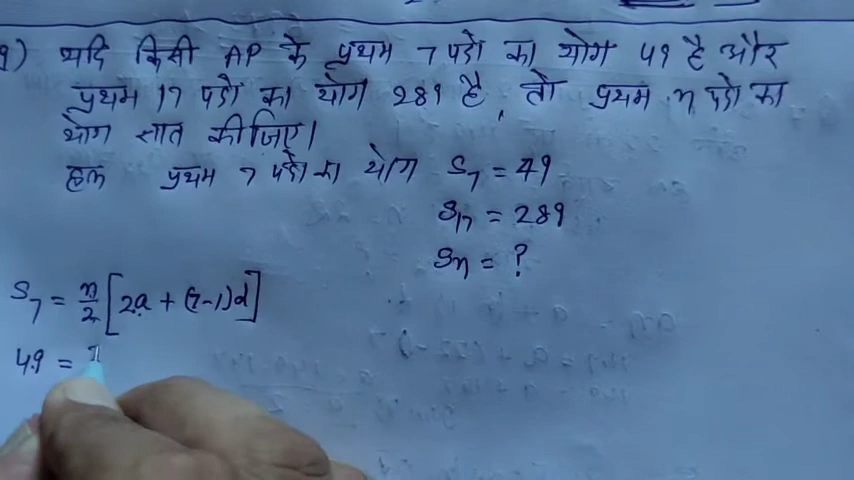 9) यदि किसी AP के प्रथम 7 पदो का योग 49 है और
प्रथम 17 पदो का योग 289 है, तो प्रथम n पदो का
योग ज्ञात कीजिए।
हल प्रथम 7 पदो का योग S₇ = 49
S₁₇ = 289
Sₙ = ?
S₇ = n/2 [2a + (7-1)d]
49 =